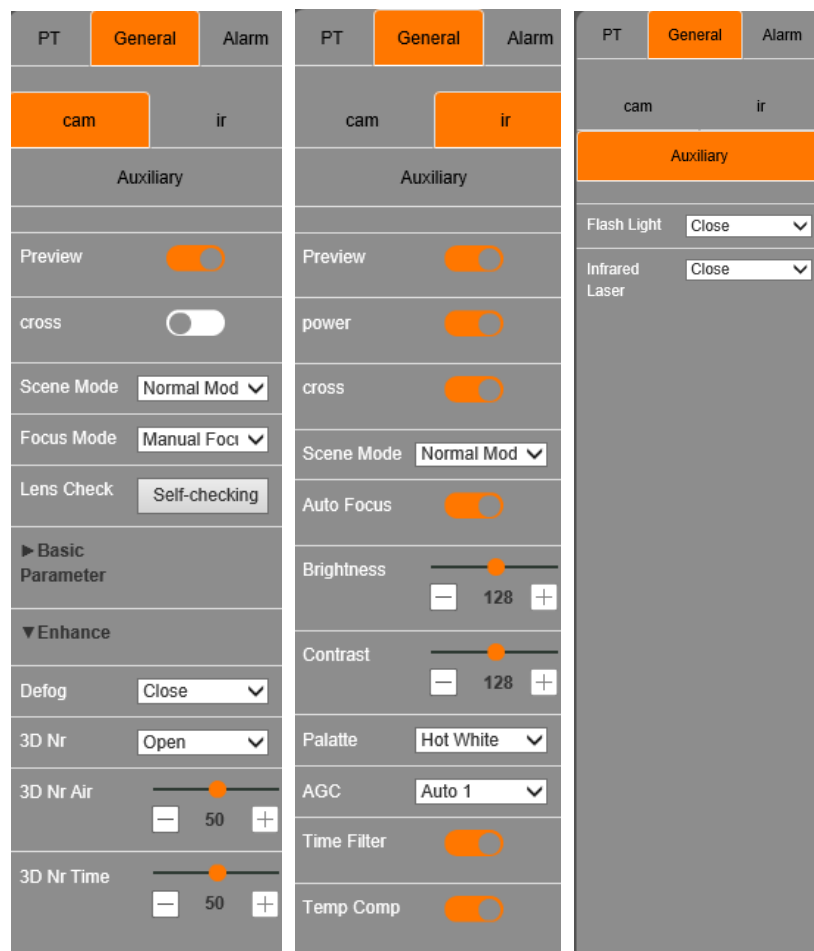 PT General Alarm
cam ir
Auxiliary
Preview
cross
Scene Mode Normal Mod
Focus Mode Manual Focu
Lens Check Self-checking
▶Basic
Parameter
▼Enhance
Defog Close
3D Nr Open
3D Nr Air
50
3D Nr Time
50
PT General Alarm
cam ir
Auxiliary
Preview
power
cross
Scene Mode Normal Mod
Auto Focus
Brightness
128
Contrast
128
Palatte Hot White
AGC Auto 1
Time Filter
Temp Comp
PT General Alarm
cam ir
Auxiliary
Flash Light Close
Infrared Close
Laser